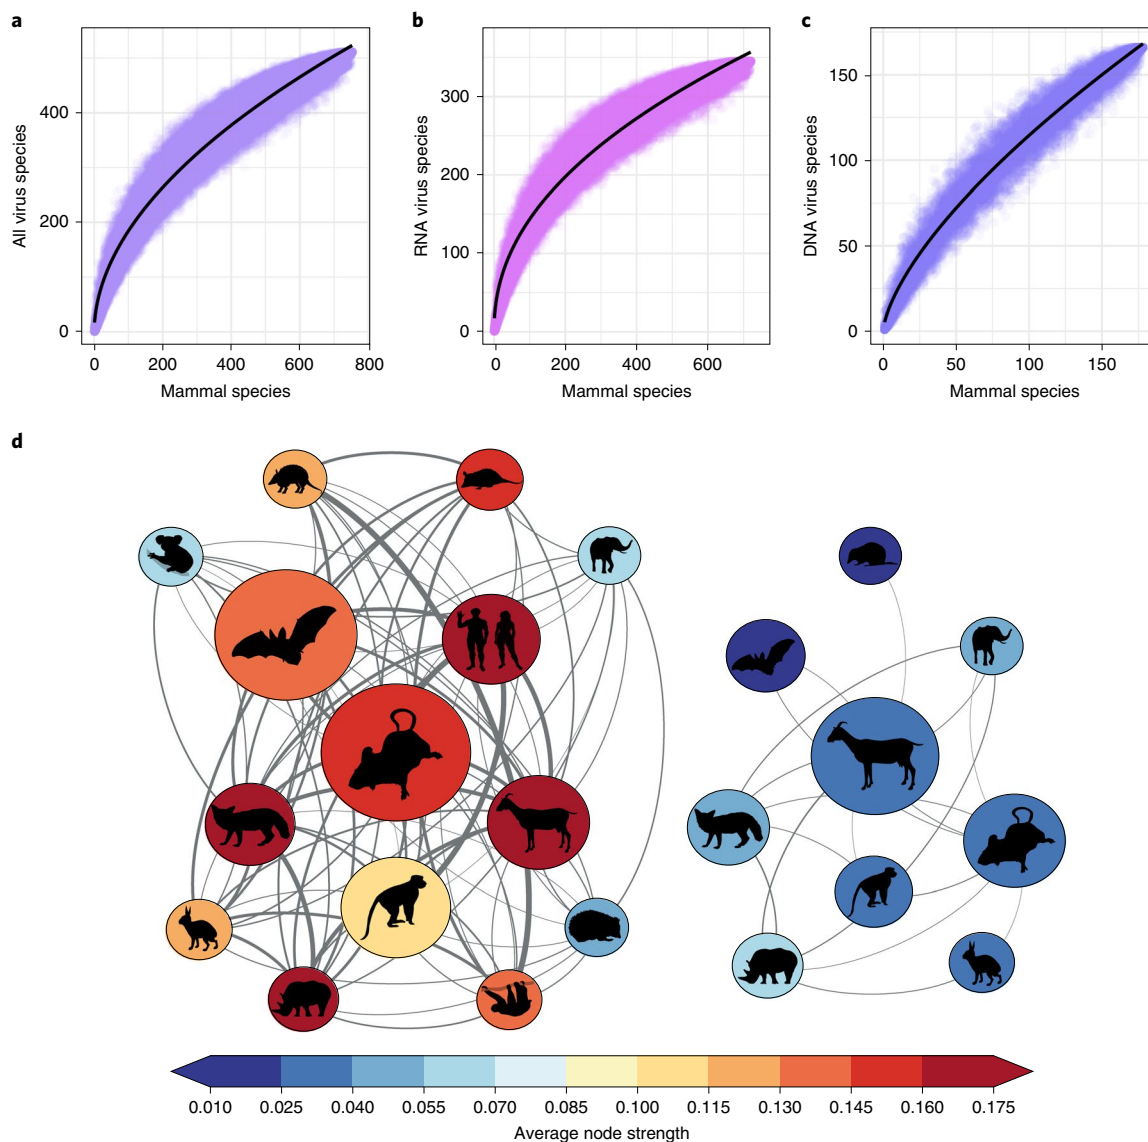 a
All virus species
400
200
0
0 200 400 600 800
Mammal species
b
RNA virus species
300
200
100
0
0 200 400 600
Mammal species
c
DNA virus species
150
100
50
0
0 50 100 150
Mammal species
d
0.010 0.025 0.040 0.055 0.070 0.085 0.100 0.115 0.130 0.145 0.160 0.175
Average node strength